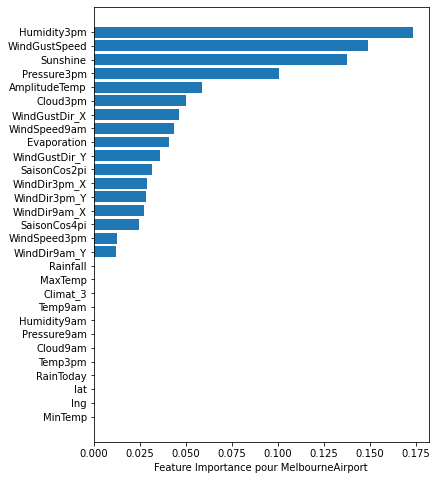 Humidity3pm
WindGustSpeed
Sunshine
Pressure3pm
AmplitudeTemp
Cloud3pm
WindGustDir_X
WindSpeed9am
Evaporation
WindGustDir_Y
SaisonCos2pi
WindDir3pm_X
WindDir3pm_Y
WindDir9am_X
SaisonCos4pi
WindSpeed3pm
WindDir9am_Y
Rainfall
MaxTemp
Climat_3
Temp9am
Humidity9am
Pressure9am
Cloud9am
Temp3pm
RainToday
lat
lng
MinTemp
0.000 0.025 0.050 0.075 0.100 0.125 0.150 0.175
Feature Importance pour MelbourneAirport